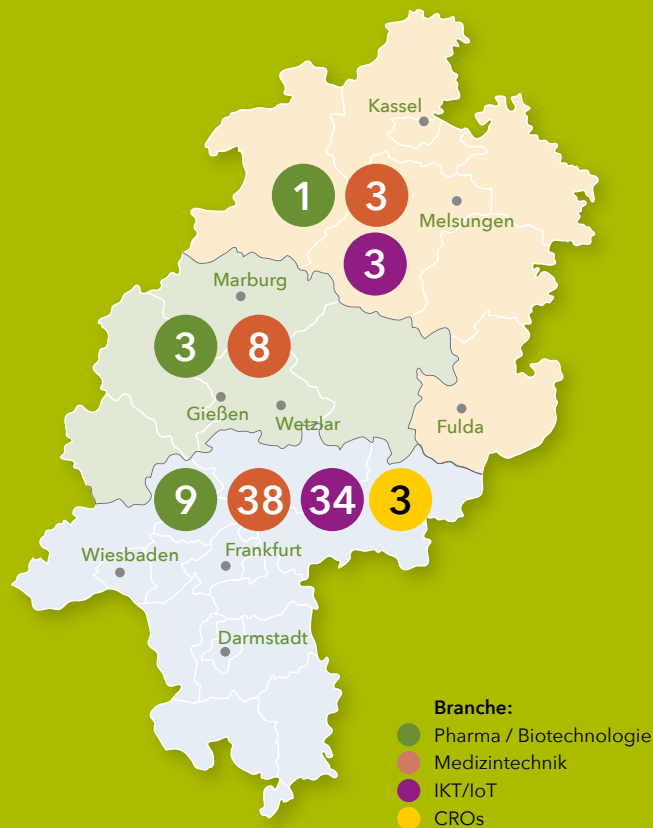 Kassel
1 3
Melsungen
3
Marburg
3 8
Gießen
Wetzlar
Fulda
9 38 34 3
Wiesbaden
Frankfurt
Darmstadt
Branche:
Pharma / Biotechnologie
Medizintechnik
IKT/IoT
CROs